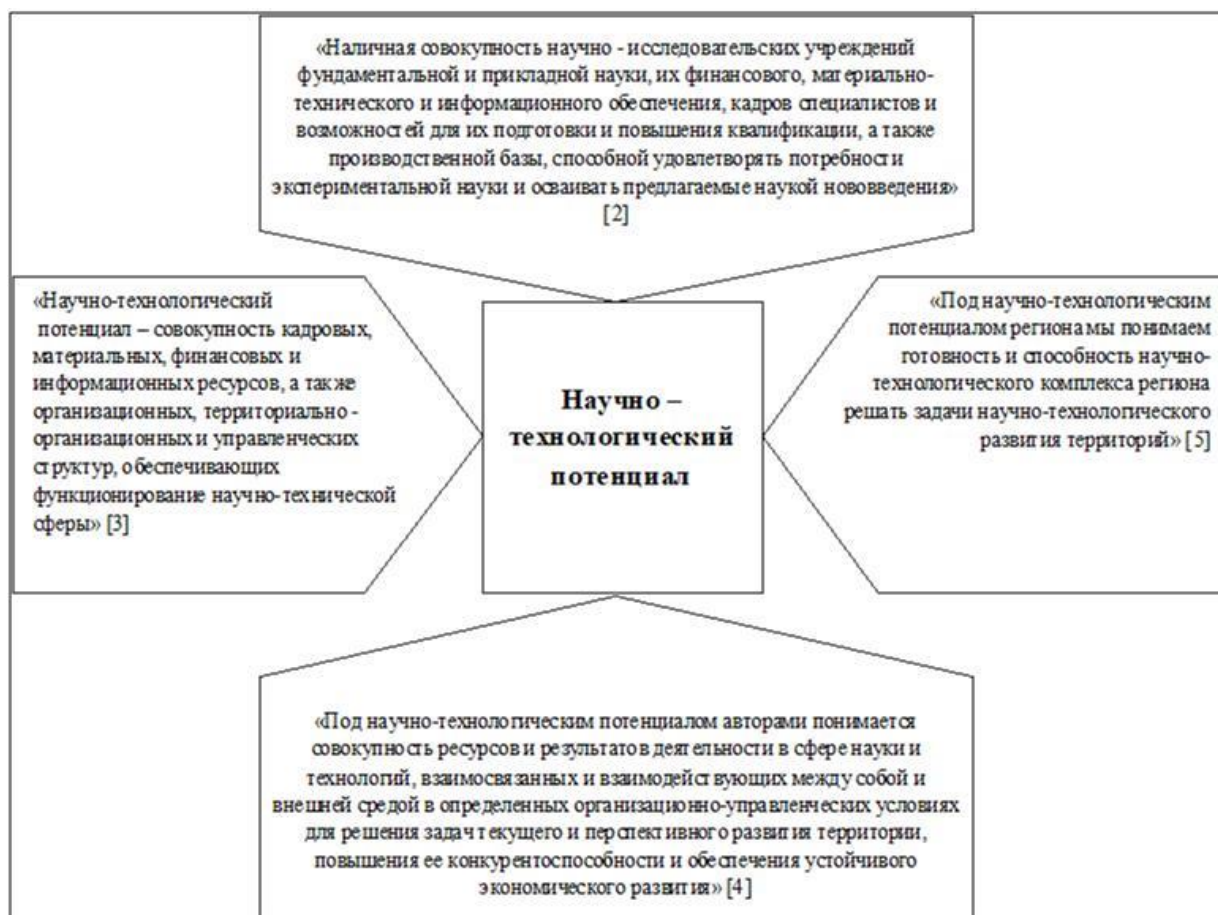 «Наличная совокупность научно - исследовательских учреждений
фундаментальной и прикладной науки, их финансового, материально-
технического и информационного обеспечения, кадров специалистов и
возможностей для их подготовки и повышения квалификации, а также
производственной базы, способной удовлетворять потребности
экспериментальной науки и осваивать предлагаемые наукой нововведения»
[2]
«Научно-технологический
потенциал – совокупность кадровых,
материальных, финансовых и
информационных ресурсов, а также
организационных, территориально -
организационных и управленческих
структур, обеспечивающих
функционирование научно-технической
сферы» [3]
Научно –
технологический
потенциал
«Под научно-технологическим
потенциалом региона мы понимаем
готовность и способность научно-
технологического комплекса региона
решать задачи научно-технологического
развития территорий» [5]
«Под научно-технологическим потенциалом авторами понимается
совокупность ресурсов и результатов деятельности в сфере науки и
технологий, взаимосвязанных и взаимодействующих между собой и
внешней средой в определенных организационно-управленческих условиях
для решения задач текущего и перспективного развития территории,
повышения ее конкурентоспособности и обеспечения устойчивого
экономического развития» [4]